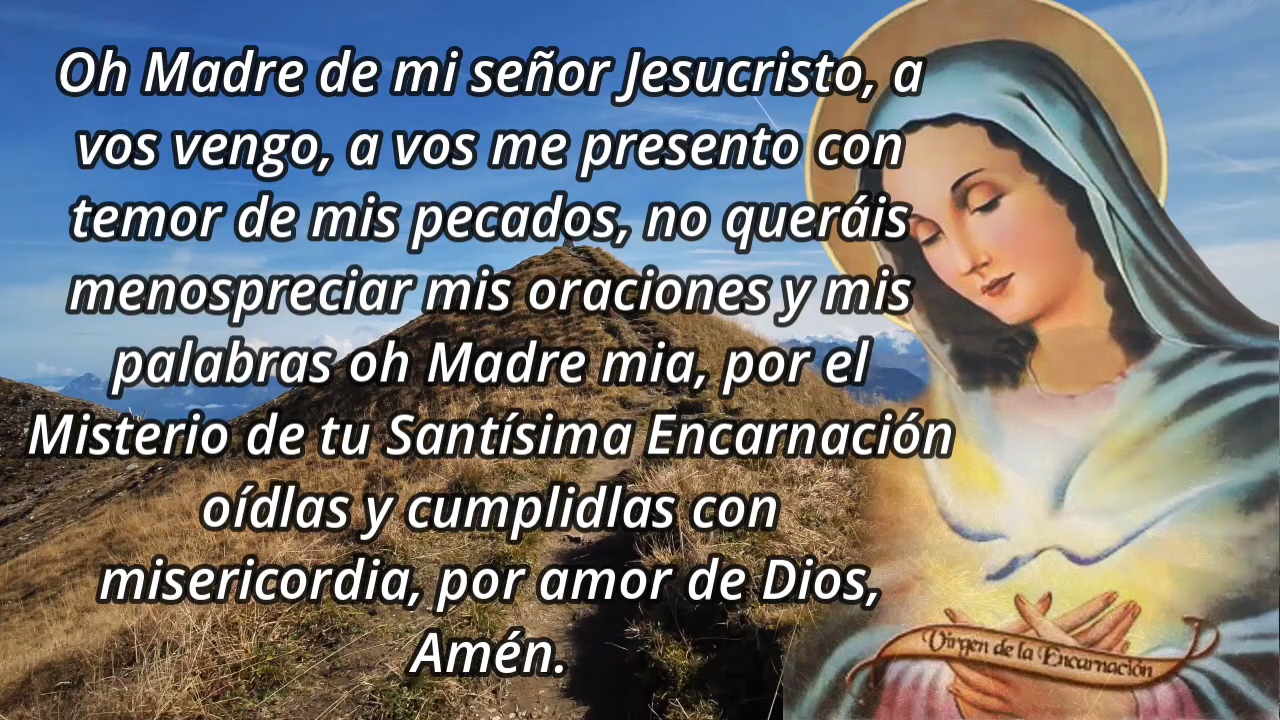 Oh Madre de mi señor Jesucristo, a
vos vengo, a vos me presento con
temor de mis pecados, no queráis
menospreciar mis oraciones y mis
palabras oh Madre mia, por el
Misterio de tu Santísima Encarnación
oídlas y cumplidlas con
misericordia, por amor de Dios,
Amén.
Virgen de la Encarnación